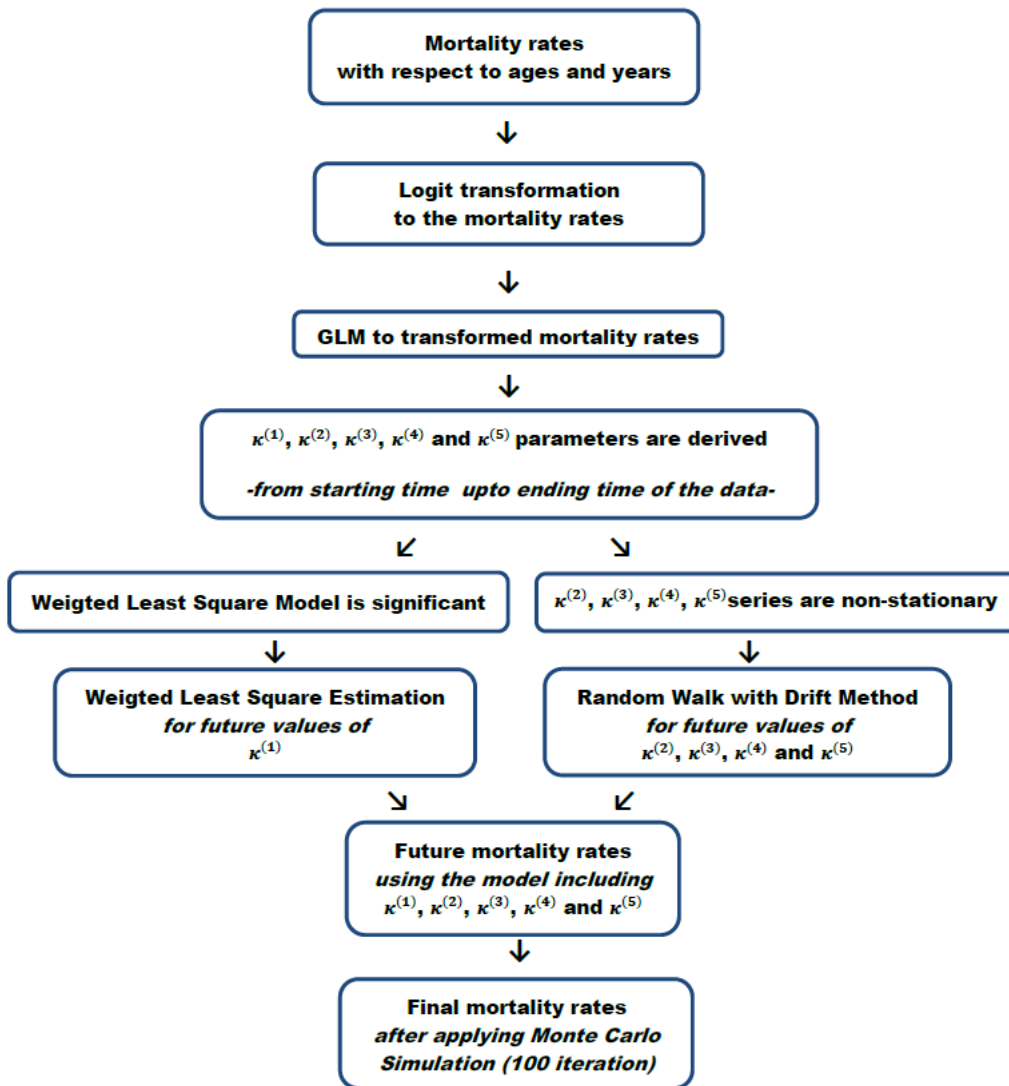 Mortality rates
with respect to ages and years
↓
Logit transformation
to the mortality rates
↓
GLM to transformed mortality rates
↓
κ⁽¹⁾, κ⁽²⁾, κ⁽³⁾, κ⁽⁴⁾ and κ⁽⁵⁾ parameters are derived
-from starting time upto ending time of the data-
↙ ↘
Weigted Least Square Model is significant
κ⁽²⁾, κ⁽³⁾, κ⁽⁴⁾, κ⁽⁵⁾ series are non-stationary
↓ ↓
Weigted Least Square Estimation
for future values of
κ⁽¹⁾
Random Walk with Drift Method
for future values of
κ⁽²⁾, κ⁽³⁾, κ⁽⁴⁾ and κ⁽⁵⁾
↘ ↙
Future mortality rates
using the model including
κ⁽¹⁾, κ⁽²⁾, κ⁽³⁾, κ⁽⁴⁾ and κ⁽⁵⁾
↓
Final mortality rates
after applying Monte Carlo
Simulation (100 iteration)